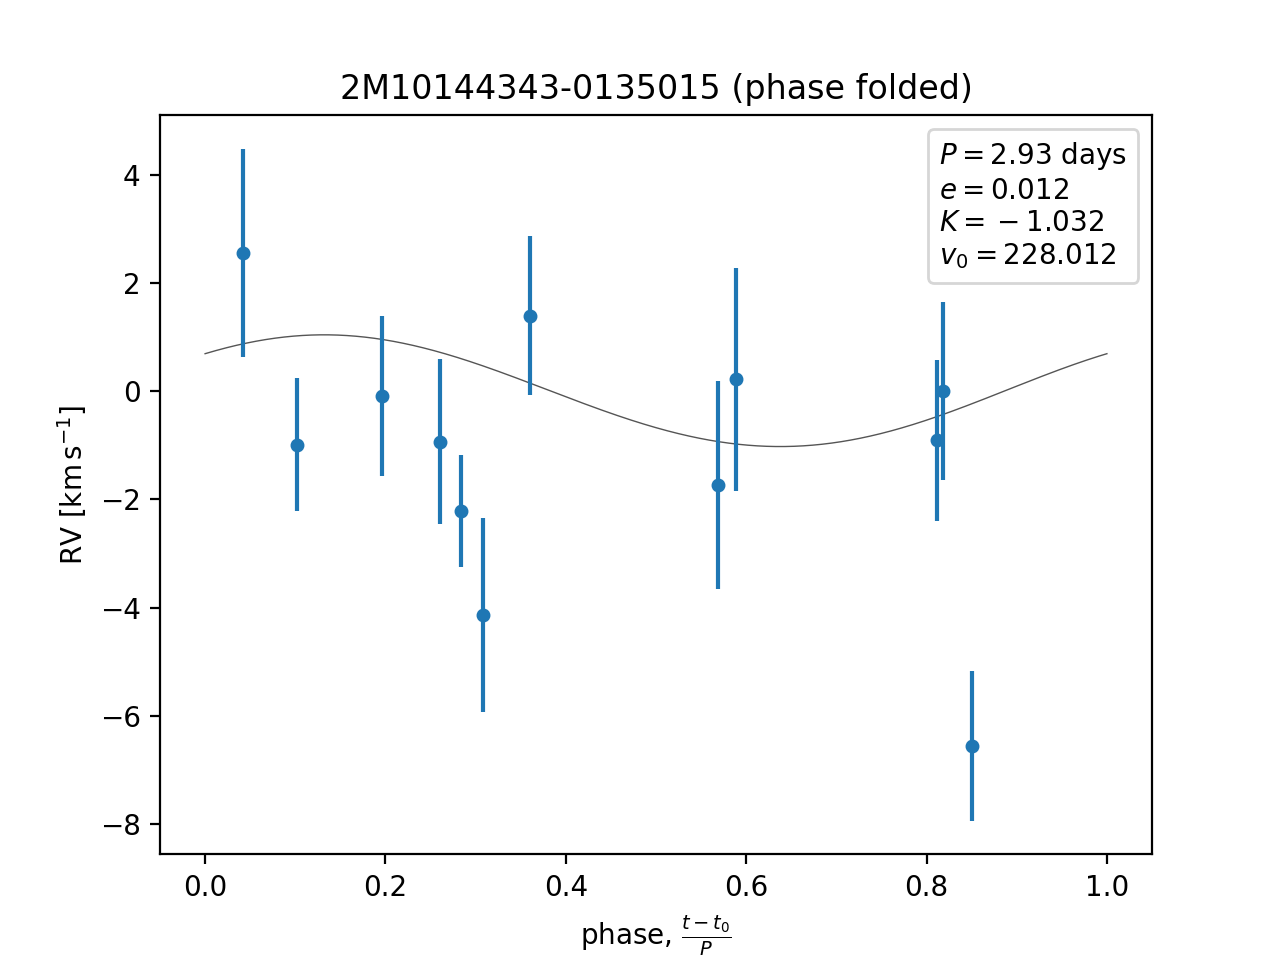 2M10144343-0135015 (phase folded)
P = 2.93 days
e = 0.012
K = −1.032
v₀ = 228.012
4
2
0
−2
−4
−6
−8
RV [km s⁻¹]
0.0 0.2 0.4 0.6 0.8 1.0
phase, (t − t₀)/P